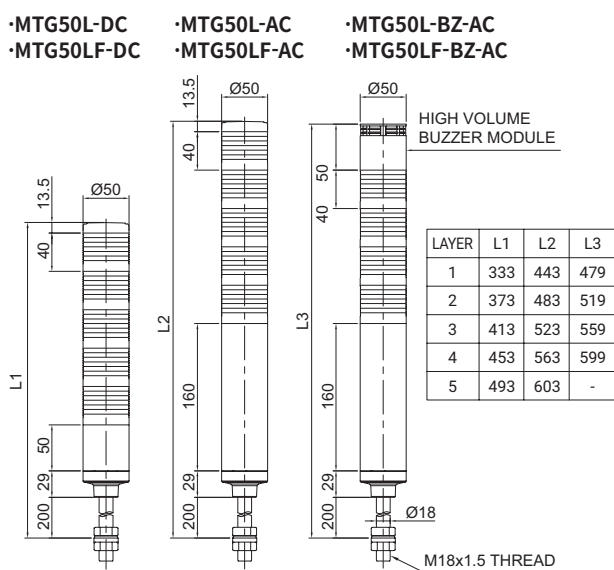 ·MTG50L-DC ·MTG50L-AC ·MTG50L-BZ-AC
·MTG50LF-DC ·MTG50LF-AC ·MTG50LF-BZ-AC
Ø50
13.5
40
L1
50
29
200
Ø50
13.5
40
L2
160
29
200
Ø50
HIGH VOLUME
BUZZER MODULE
50
40
L3
160
29
200
Ø18
M18x1.5 THREAD
LAYER L1 L2 L3
1 333 443 479
2 373 483 519
3 413 523 559
4 453 563 599
5 493 603 -